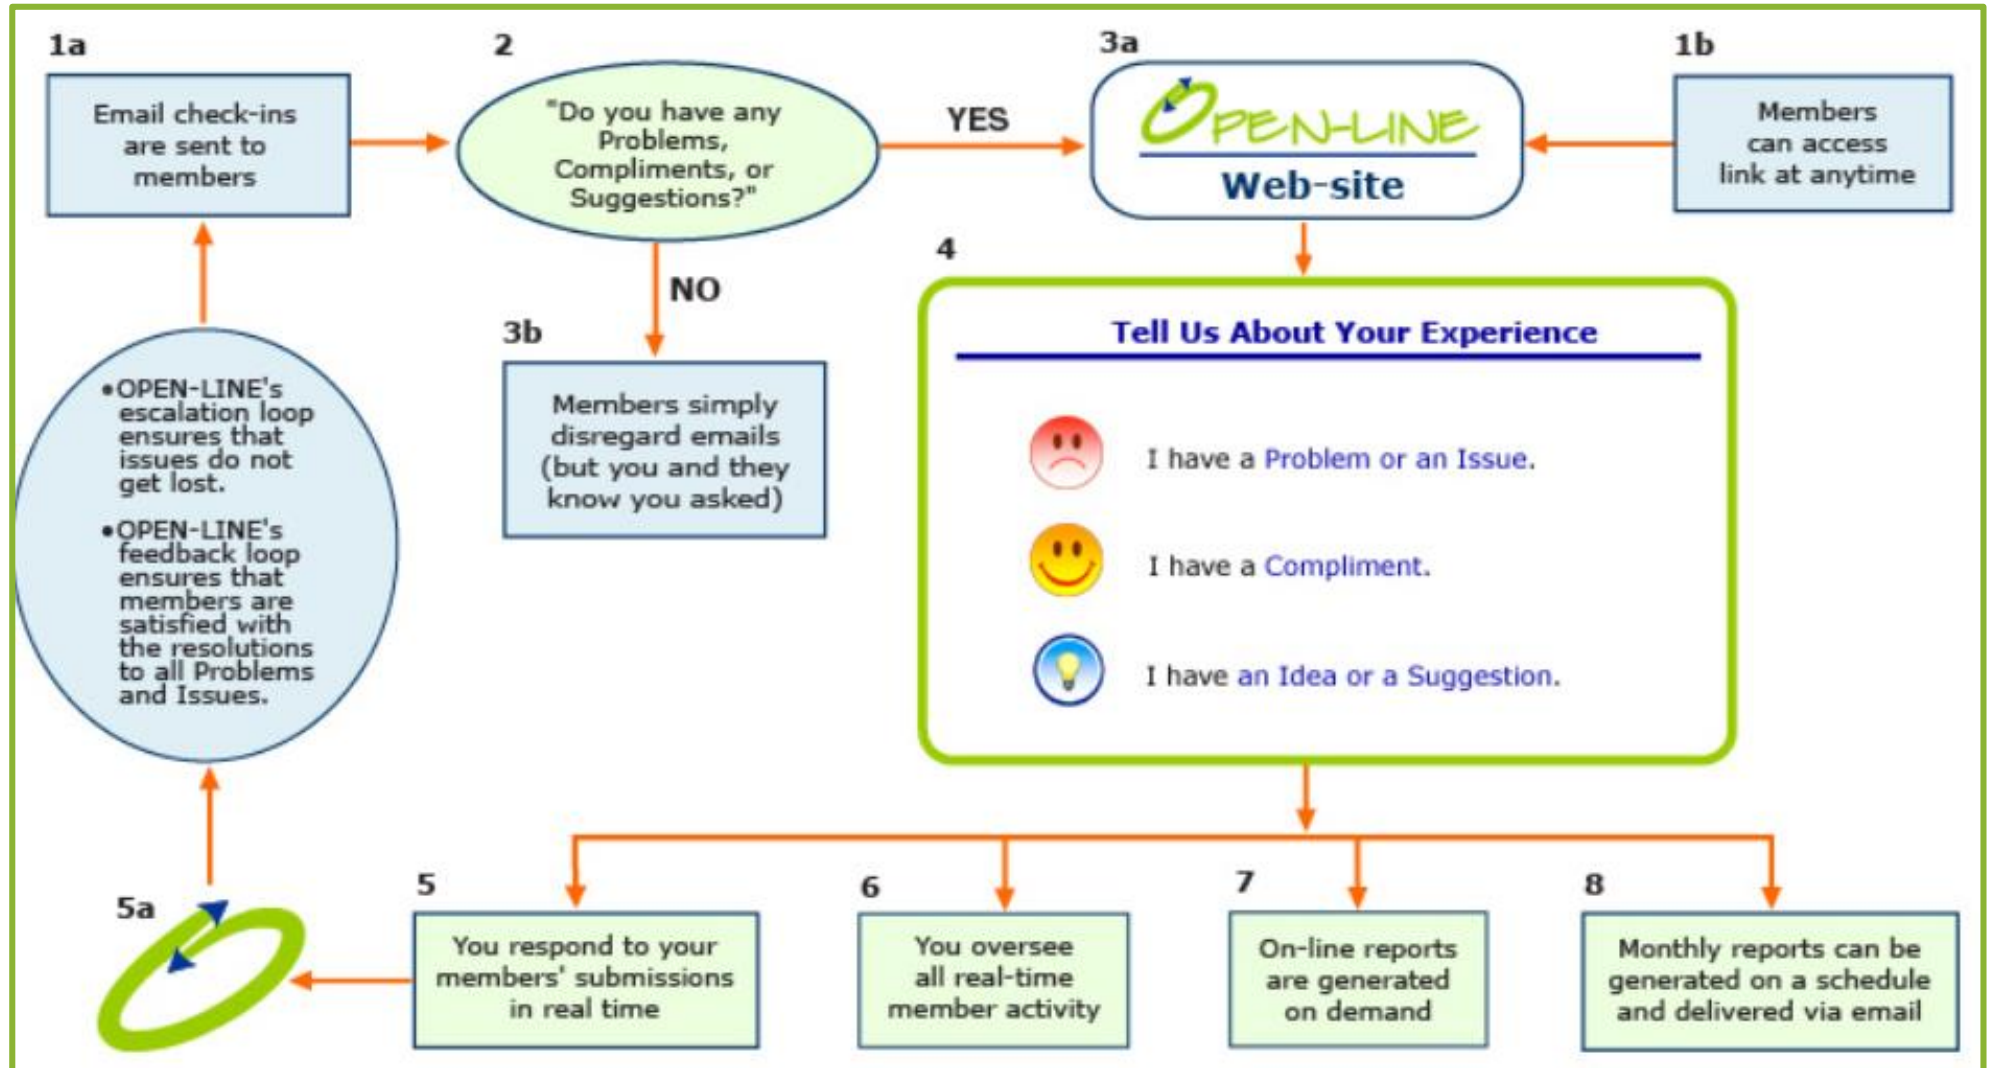 1a
Email check-ins
are sent to
members
2
"Do you have any
Problems,
Compliments, or
Suggestions?"
YES
NO
3a
OPEN-LINE
Web-site
1b
Members
can access
link at anytime
3b
Members simply
disregard emails
(but you and they
know you asked)
4
Tell Us About Your Experience
I have a Problem or an Issue.
I have a Compliment.
I have an Idea or a Suggestion.
•OPEN-LINE's
escalation loop
ensures that
issues do not
get lost.
•OPEN-LINE's
feedback loop
ensures that
members are
satisfied with
the resolutions
to all Problems
and Issues.
5a
5
You respond to your
members' submissions
in real time
6
You oversee
all real-time
member activity
7
On-line reports
are generated
on demand
8
Monthly reports can be
generated on a schedule
and delivered via email